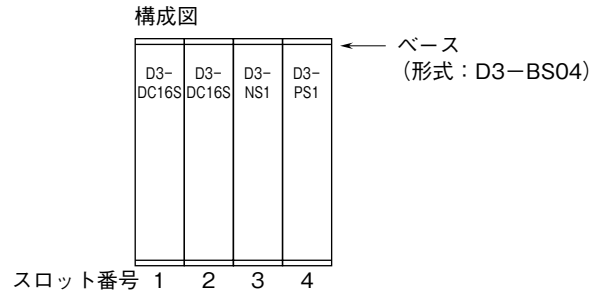 構成図
ベース
（形式：D3－BS04）
D3－ D3－ D3－ D3－
DC16S DC16S NS1 PS1
スロット番号 1 2 3 4